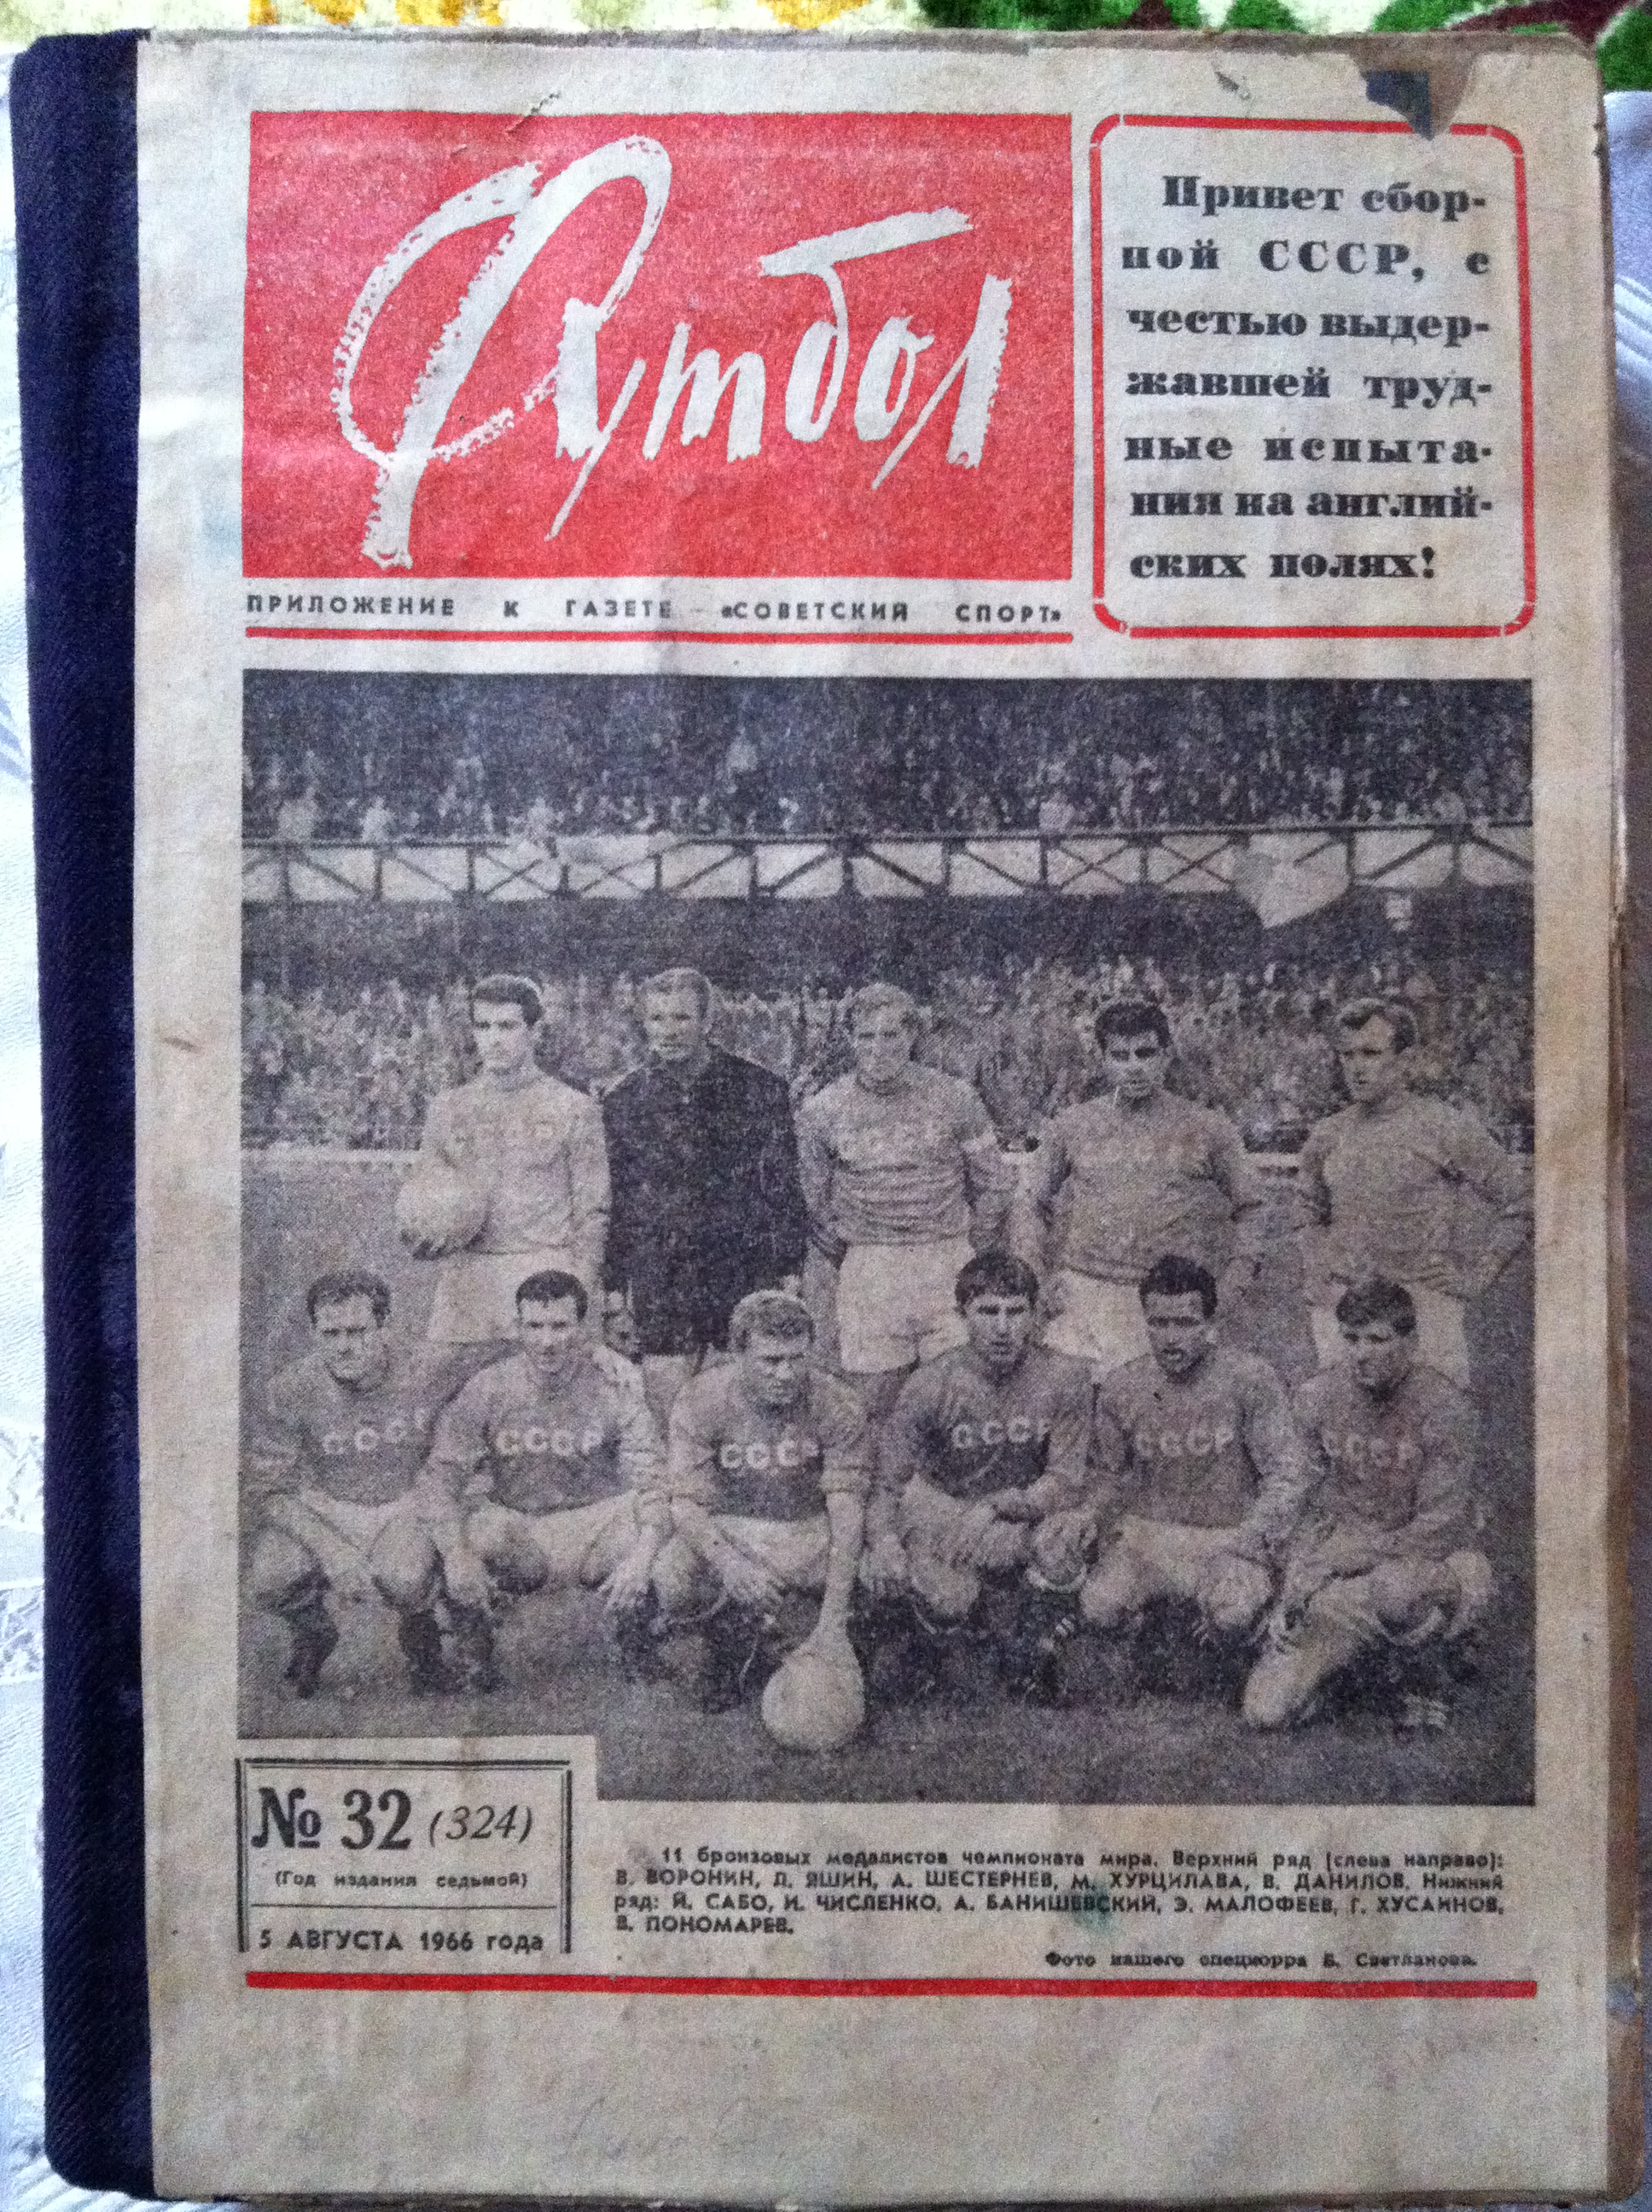 Футбол
ПРИЛОЖЕНИЕ К ГАЗЕТЕ «СОВЕТСКИЙ СПОРТ»
Привет сбор-
ной СССР, с
честью выдер-
жавшей труд-
ные испыта-
ния на англий-
ских полях!
СССР
СССР
СССР
СССР
СССР
СССР
№ 32 (324)
(Год издания седьмой)
5 АВГУСТА 1966 года
11 бронзовых медалистов чемпионата мира. Верхний ряд (слева направо):
В. ВОРОНИН, Л. ЯШИН, А. ШЕСТЕРНЕВ, М. ХУРЦИЛАВА, В. ДАНИЛОВ. Нижний
ряд: Й. САБО, И. ЧИСЛЕНКО, А. БАНИШЕВСКИЙ, Э. МАЛОФЕЕВ, Г. ХУСАИНОВ,
В. ПОНОМАРЕВ.
Фото нашего спецкорра Б. Светланова.